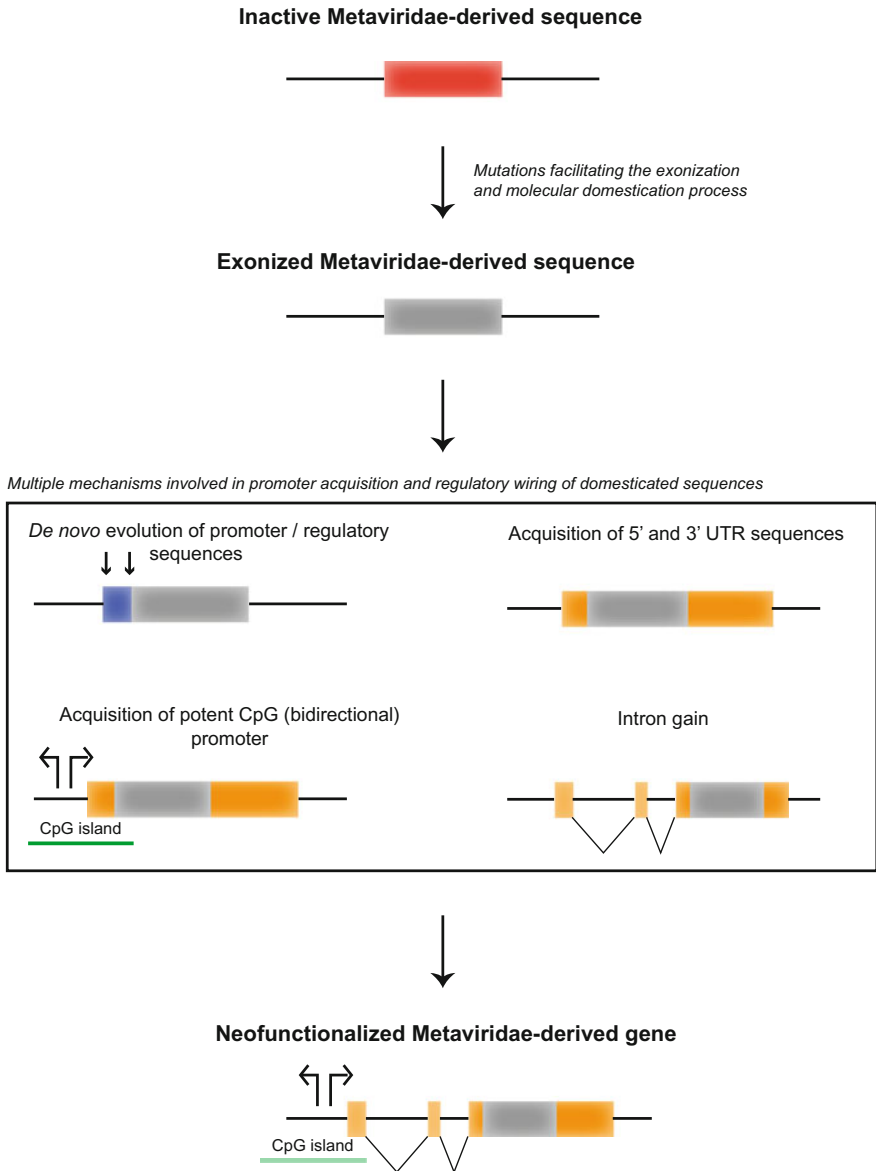 Inactive Metaviridae-derived sequence
Mutations facilitating the exonization
and molecular domestication process
Exonized Metaviridae-derived sequence
Multiple mechanisms involved in promoter acquisition and regulatory wiring of domesticated sequences
De novo evolution of promoter / regulatory
sequences
Acquisition of 5’ and 3’ UTR sequences
Acquisition of potent CpG (bidirectional)
promoter
CpG island
Intron gain
Neofunctionalized Metaviridae-derived gene
CpG island